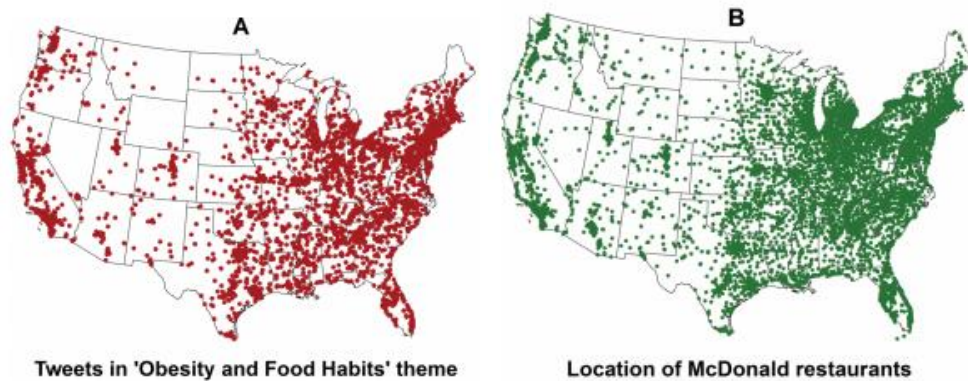 A
B
Tweets in 'Obesity and Food Habits' theme
Location of McDonald restaurants